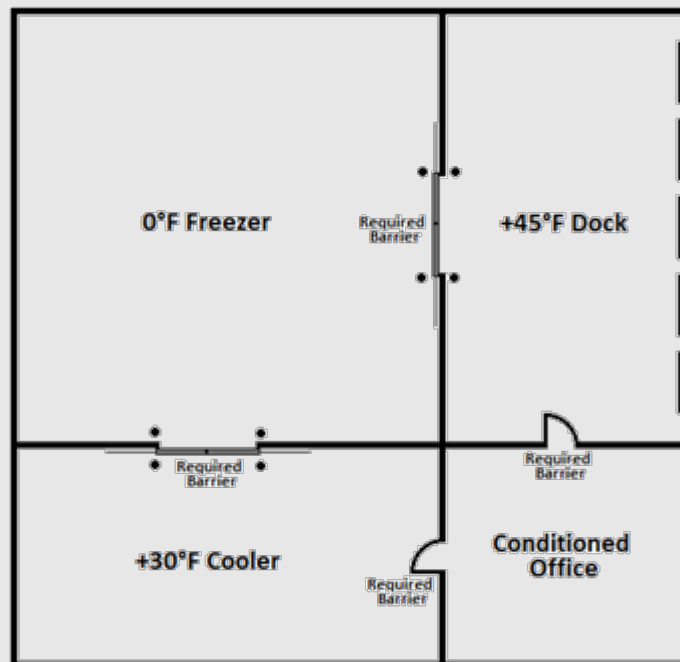 0°F Freezer
Required
Barrier
+45°F Dock
Required
Barrier
Required
Barrier
+30°F Cooler
Conditioned
Office
Required
Barrier